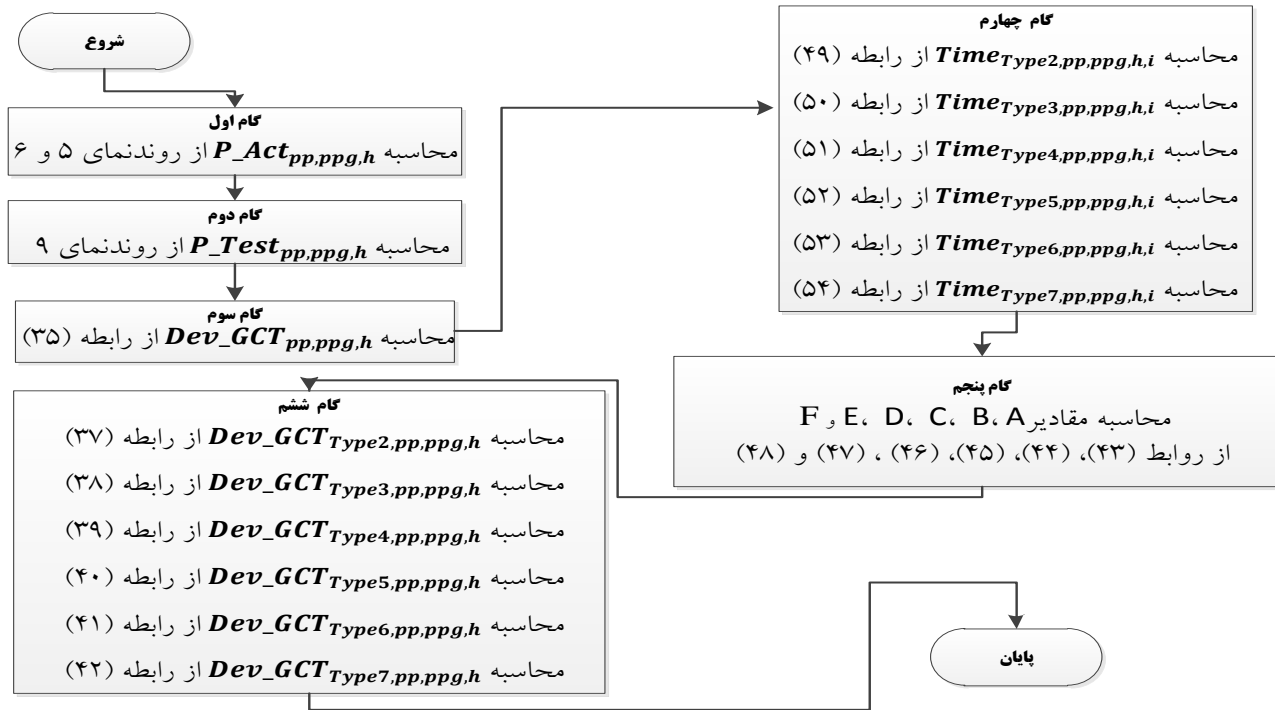 شروع
گام اول
محاسبه P_Act_{pp,ppg,h} از روندنمای ۵ و ۶
گام دوم
محاسبه P_Test_{pp,ppg,h} از روندنمای ۹
گام سوم
محاسبه Dev_GCT_{pp,ppg,h} از رابطه (۳۵)
گام چهارم
محاسبه Time_{Type2,pp,ppg,h,i} از رابطه (۴۹)
محاسبه Time_{Type3,pp,ppg,h,i} از رابطه (۵۰)
محاسبه Time_{Type4,pp,ppg,h,i} از رابطه (۵۱)
محاسبه Time_{Type5,pp,ppg,h,i} از رابطه (۵۲)
محاسبه Time_{Type6,pp,ppg,h,i} از رابطه (۵۳)
محاسبه Time_{Type7,pp,ppg,h,i} از رابطه (۵۴)
گام پنجم
محاسبه مقادیر A ،B ،C ،D ،E و F
از روابط (۴۳)، (۴۴)، (۴۵)، (۴۶) ، (۴۷) و (۴۸)
گام ششم
محاسبه Dev_GCT_{Type2,pp,ppg,h} از رابطه (۳۷)
محاسبه Dev_GCT_{Type3,pp,ppg,h} از رابطه (۳۸)
محاسبه Dev_GCT_{Type4,pp,ppg,h} از رابطه (۳۹)
محاسبه Dev_GCT_{Type5,pp,ppg,h} از رابطه (۴۰)
محاسبه Dev_GCT_{Type6,pp,ppg,h} از رابطه (۴۱)
محاسبه Dev_GCT_{Type7,pp,ppg,h} از رابطه (۴۲)
پایان